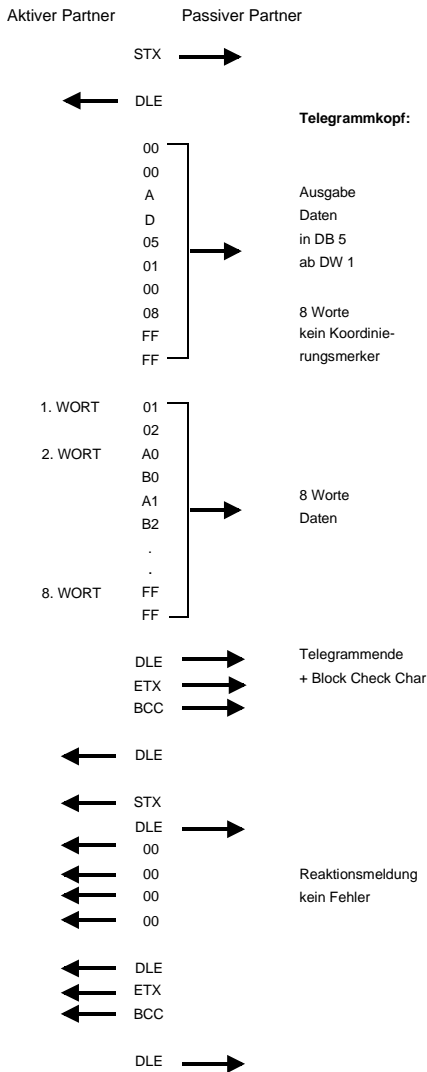 Aktiver Partner Passiver Partner
STX
DLE
Telegrammkopf:
00
00
A Ausgabe
D Daten
05 in DB 5
01 ab DW 1
00
08 8 Worte
FF kein Koordinie-
FF rungsmerker
1. WORT 01
02
2. WORT A0
B0
A1 8 Worte
B2 Daten
.
.
8. WORT FF
FF
DLE Telegrammende
ETX + Block Check Char
BCC
DLE
STX
DLE
00
00 Reaktionsmeldung
00 kein Fehler
00
DLE
ETX
BCC
DLE